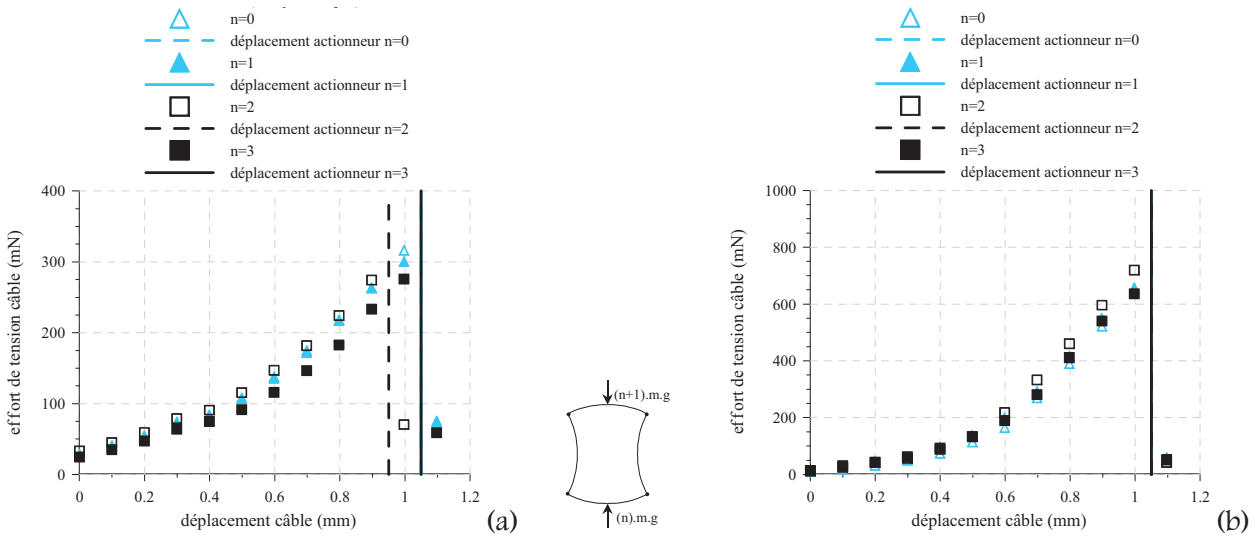 n=0
déplacement actionneur n=0
n=1
déplacement actionneur n=1
n=2
déplacement actionneur n=2
n=3
déplacement actionneur n=3
400
300
200
100
0
effort de tension câble (mN)
0
0.2
0.4
0.6
0.8
1
1.2
déplacement câble (mm)
(a)
(n+1).m.g
(n).m.g
n=0
déplacement actionneur n=0
n=1
déplacement actionneur n=1
n=2
déplacement actionneur n=2
n=3
déplacement actionneur n=3
1000
800
600
400
200
0
effort de tension câble (mN)
0
0.2
0.4
0.6
0.8
1
1.2
déplacement câble (mm)
(b)